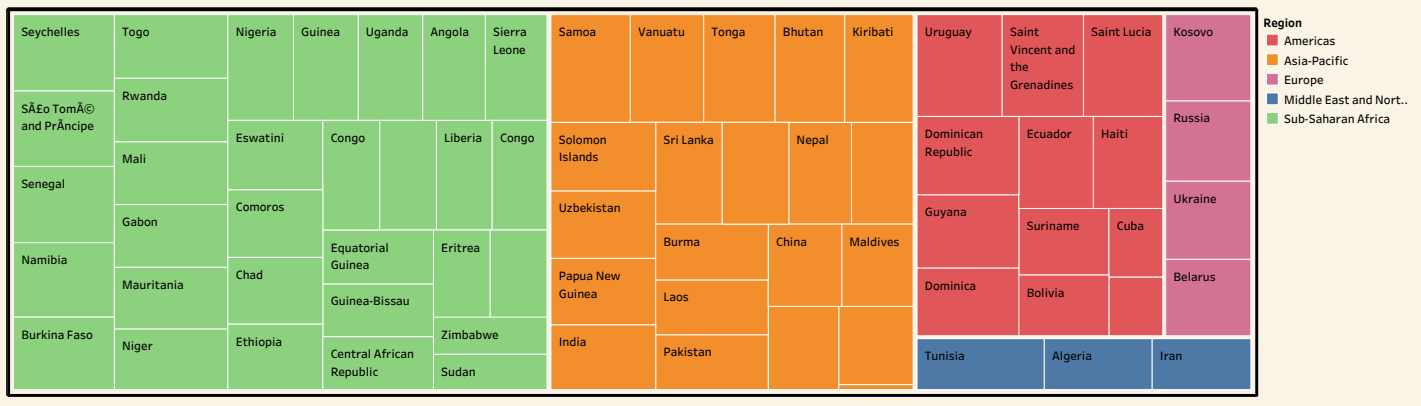 Seychelles
SÃ£o TomÃ©
and PrÃncipe
Senegal
Namibia
Burkina Faso
Togo
Rwanda
Mali
Gabon
Mauritania
Niger
Nigeria
Guinea
Uganda
Angola
Sierra
Leone
Eswatini
Comoros
Chad
Ethiopia
Congo
Liberia
Congo
Equatorial
Guinea
Guinea-Bissau
Central African
Republic
Eritrea
Zimbabwe
Sudan
Samoa
Vanuatu
Tonga
Bhutan
Kiribati
Solomon
Islands
Uzbekistan
Papua New
Guinea
India
Sri Lanka
Nepal
Burma
Laos
Pakistan
China
Maldives
Uruguay
Saint
Vincent and
the
Grenadines
Saint Lucia
Dominican
Republic
Guyana
Dominica
Ecuador
Haiti
Suriname
Cuba
Bolivia
Kosovo
Russia
Ukraine
Belarus
Tunisia
Algeria
Iran
Region
Americas
Asia-Pacific
Europe
Middle East and Nort..
Sub-Saharan Africa